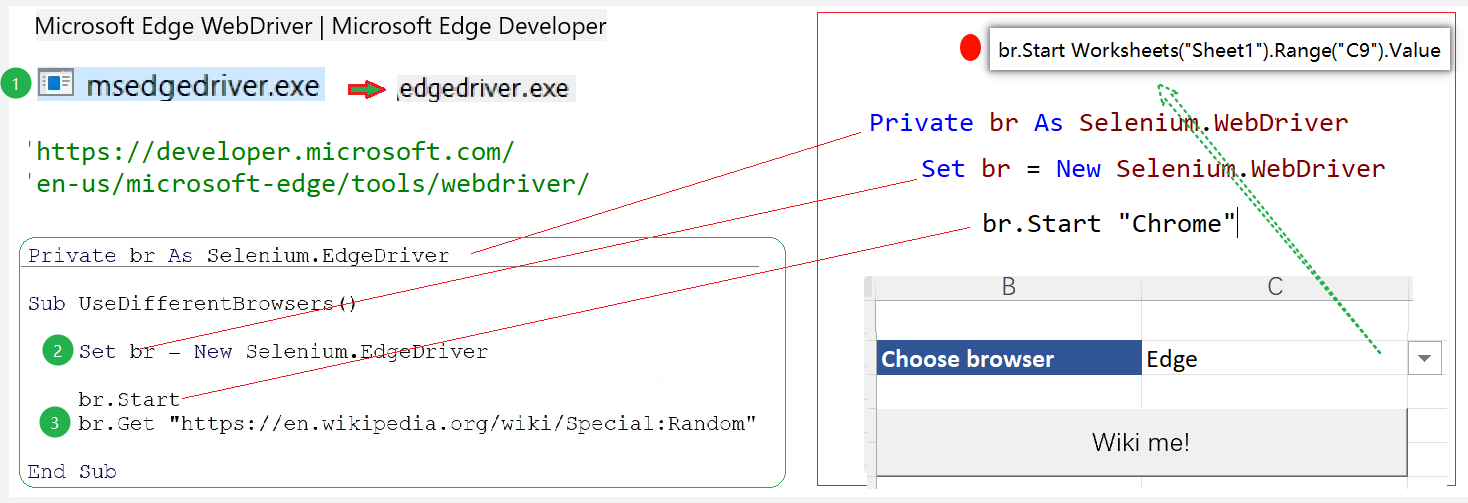 Microsoft Edge WebDriver | Microsoft Edge Developer
1 msedgedriver.exe edgedriver.exe
'https://developer.microsoft.com/
'en-us/microsoft-edge/tools/webdriver/
Private br As Selenium.EdgeDriver
Sub UseDifferentBrowsers()
2 Set br = New Selenium.EdgeDriver
br.Start
3 br.Get "https://en.wikipedia.org/wiki/Special:Random"
End Sub
br.Start Worksheets("Sheet1").Range("C9").Value
Private br As Selenium.WebDriver
Set br = New Selenium.WebDriver
br.Start "Chrome"
B C
Choose browser Edge
Wiki me!